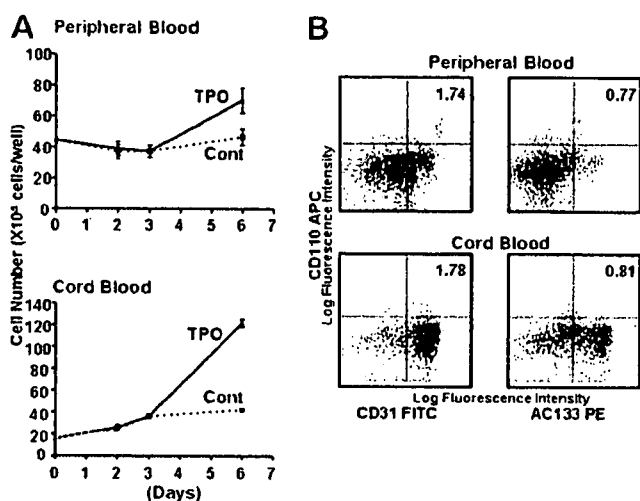 A
Peripheral Blood
100
80
60
40
20
0
TPO
Cont
0 1 2 3 4 5 6 7
Cord Blood
140
120
100
80
60
40
20
0
TPO
Cont
0 1 2 3 4 5 6 7
(Days)
Cell Number (X10³ cells/well)
B
Peripheral Blood
1.74
0.77
Cord Blood
1.78
0.81
CD110 APC
Log Fluorescence Intensity
Log Fluorescence Intensity
CD31 FITC
AC133 PE